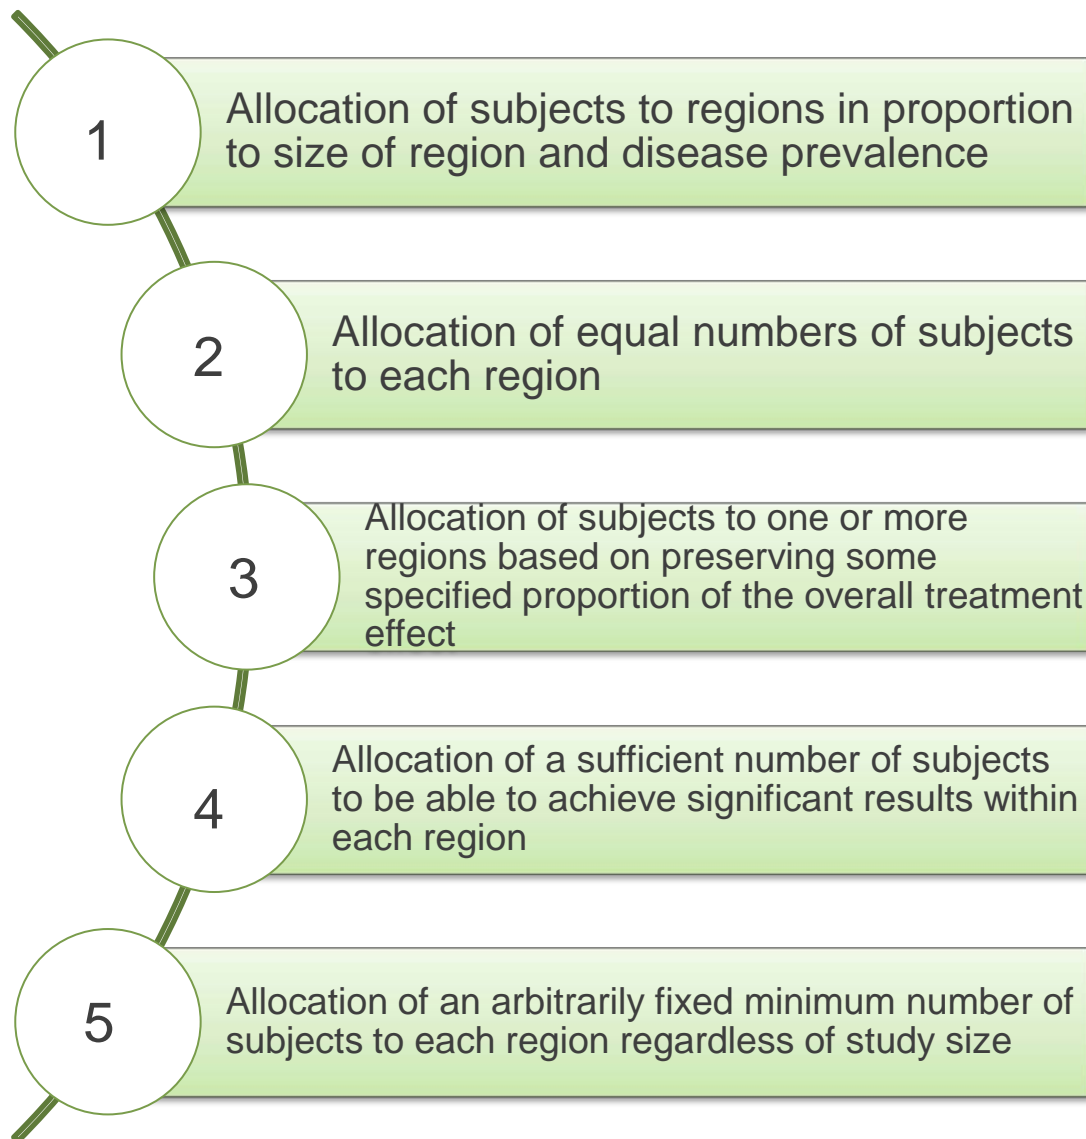 1
Allocation of subjects to regions in proportion
to size of region and disease prevalence
2
Allocation of equal numbers of subjects
to each region
3
Allocation of subjects to one or more
regions based on preserving some
specified proportion of the overall treatment
effect
4
Allocation of a sufficient number of subjects
to be able to achieve significant results within
each region
5
Allocation of an arbitrarily fixed minimum number of
subjects to each region regardless of study size